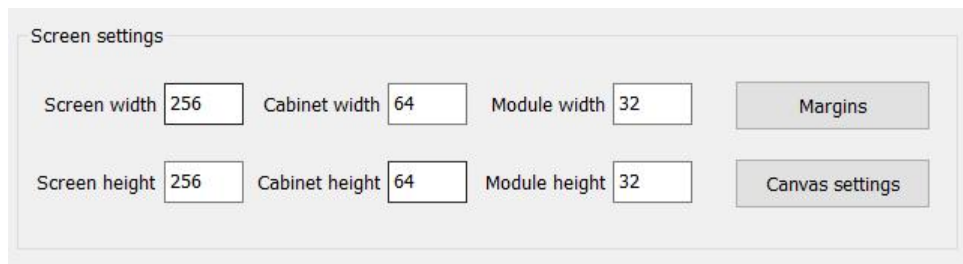 Screen settings
Screen width 256 Cabinet width 64 Module width 32 Margins
Screen height 256 Cabinet height 64 Module height 32 Canvas settings